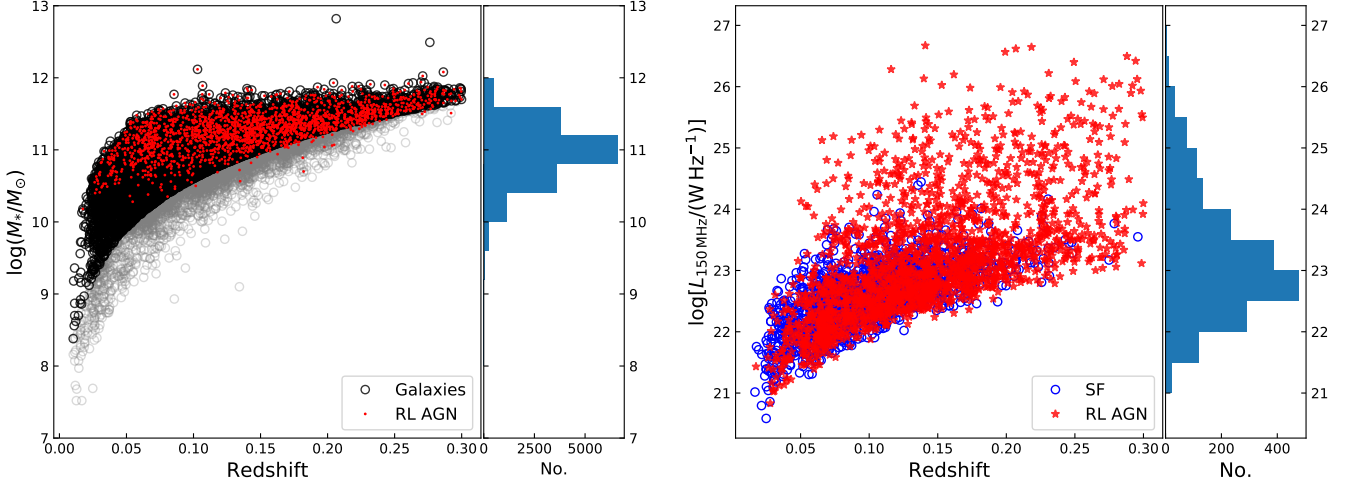 13
12
11
10
9
8
7
log(M*/M⊙)
0.00 0.05 0.10 0.15 0.20 0.25 0.30
Redshift
Galaxies
RL AGN
0 2500 5000
No.
13
12
11
10
9
8
7
27
26
25
24
23
22
21
log[L150 MHz/(W Hz−1)]
0.05 0.10 0.15 0.20 0.25 0.30
Redshift
SF
RL AGN
0 200 400
No.
27
26
25
24
23
22
21